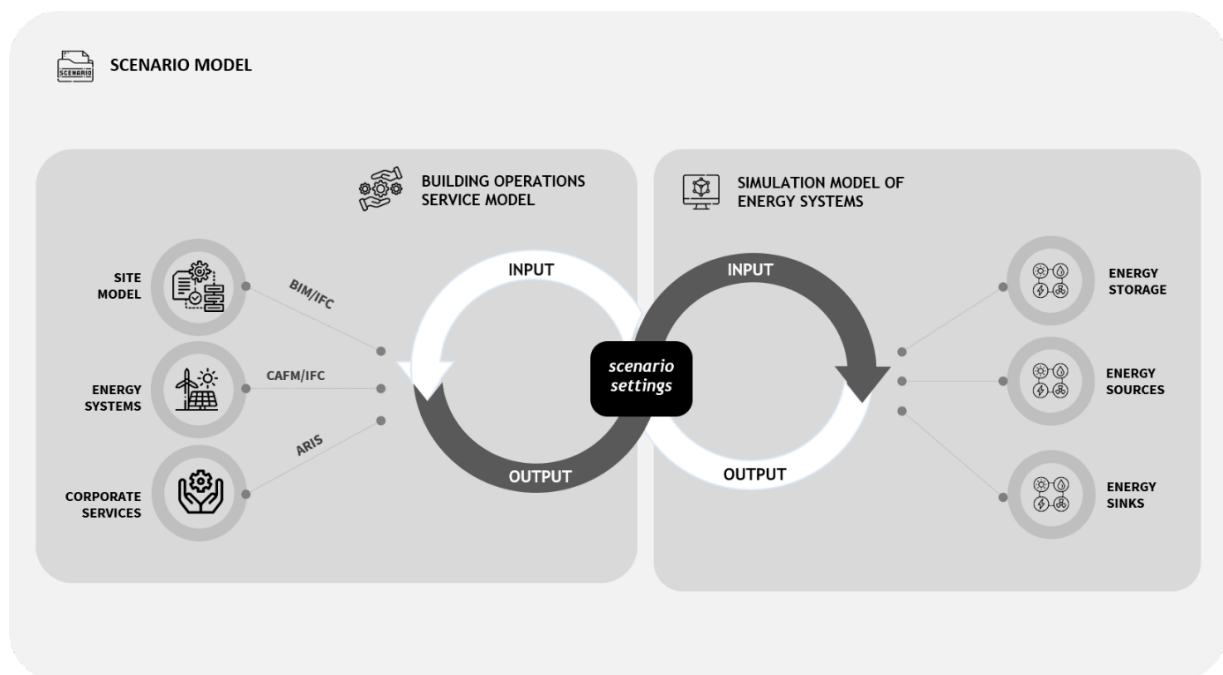 SCENARIO
SCENARIO MODEL
BUILDING OPERATIONS
SERVICE MODEL
SIMULATION MODEL OF
ENERGY SYSTEMS
SITE
MODEL
BIM/IFC
INPUT
INPUT
ENERGY
STORAGE
ENERGY
SYSTEMS
CAFM/IFC
scenario
settings
ENERGY
SOURCES
CORPORATE
SERVICES
ARIS
OUTPUT
OUTPUT
ENERGY
SINKS